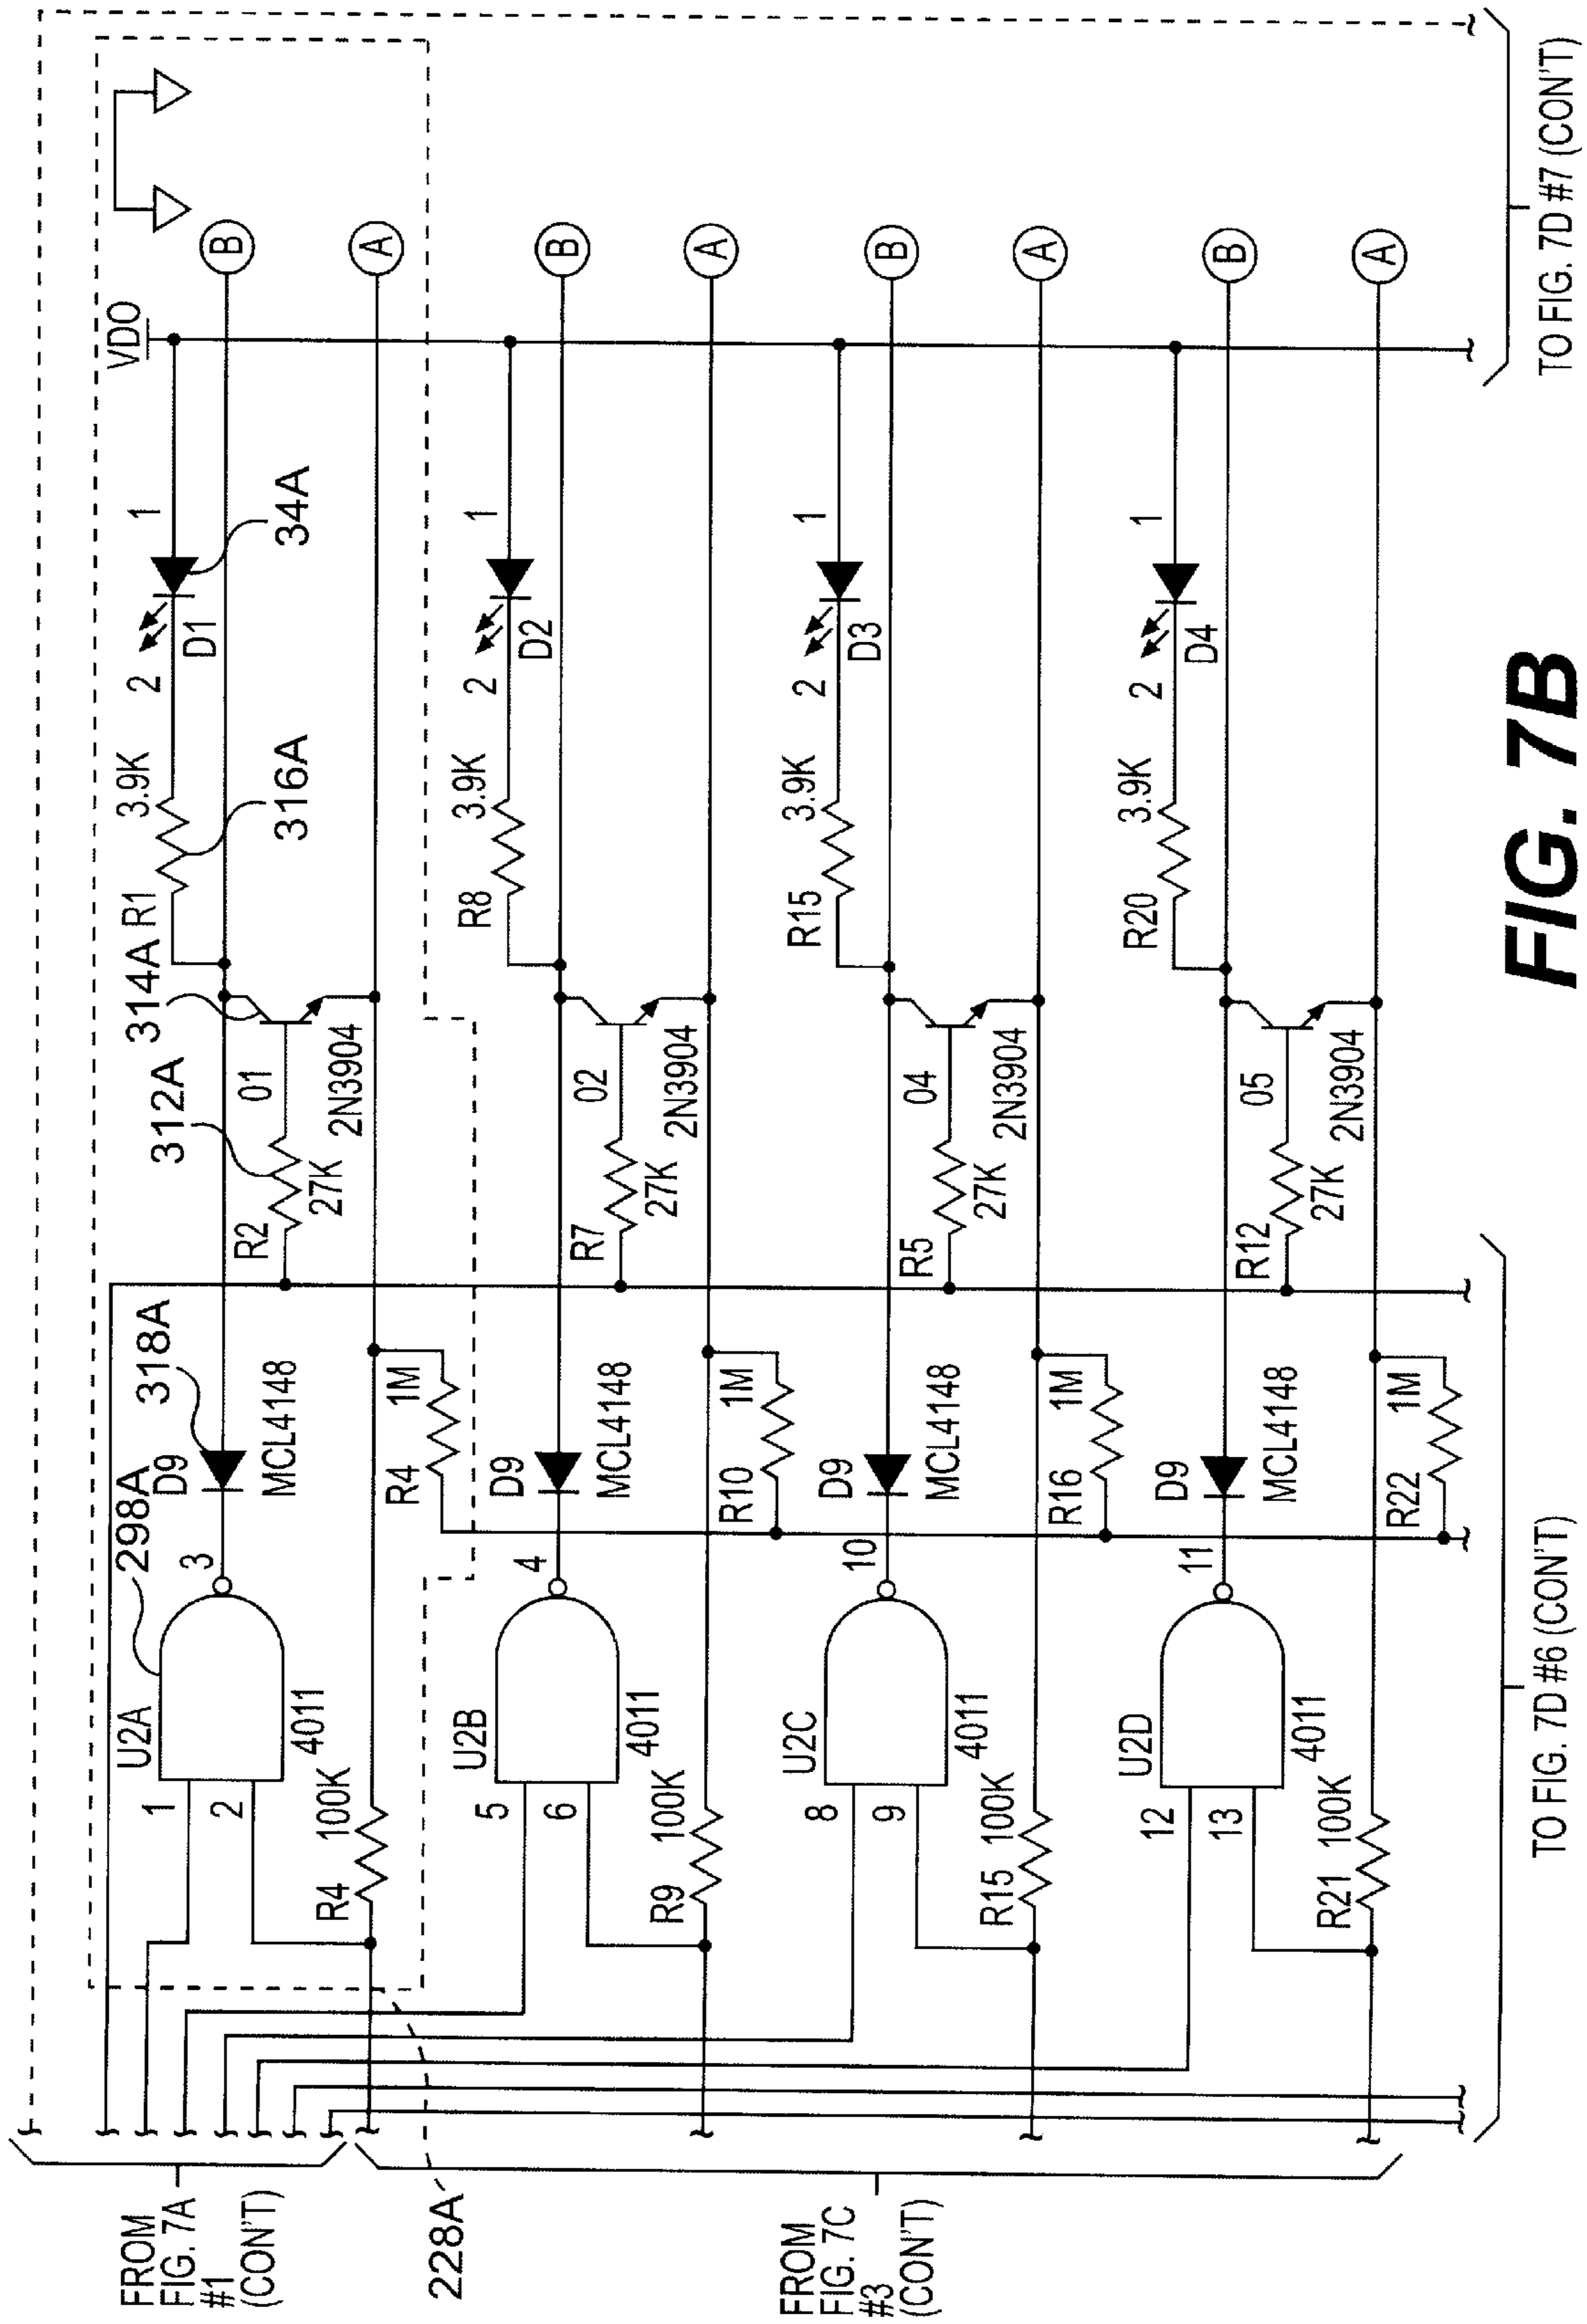 FROM
FIG. 7A
#1
(CON'T)
228A
FROM
FIG. 7C
#3
(CON'T)
298A
318A
312A
314A
316A
34A
VDO
U2A
1
2
3
4011
D9
MCL4148
R4 100K
R4
1M
R2
27K
01
2N3904
R1
3.9K
2
1
D1
B
A
U2B
5
6
4
4011
D9
MCL4148
R9 100K
R10
1M
R7
27K
02
2N3904
R8
3.9K
2
1
D2
B
A
U2C
8
9
10
4011
D9
MCL4148
R15 100K
R16
1M
R5
27K
04
2N3904
R15
3.9K
2
1
D3
B
A
U2D
12
13
11
4011
D9
MCL4148
R21 100K
R22
1M
R12
27K
05
2N3904
R20
3.9K
2
1
D4
B
A
TO FIG. 7D #6 (CON'T)
TO FIG. 7D #7 (CON'T)
FIG. 7B